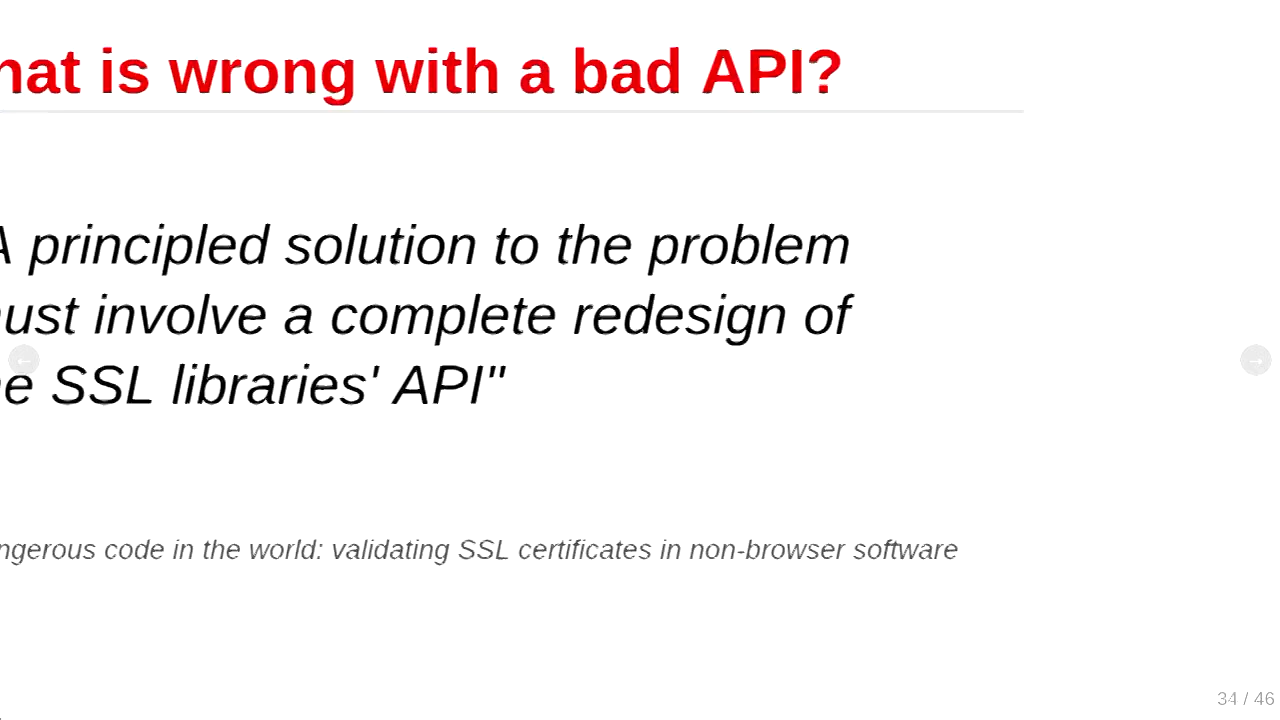 hat is wrong with a bad API?
A principled solution to the problem
ust involve a complete redesign of
e SSL libraries' API"
ngerous code in the world: validating SSL certificates in non-browser software
←
→
34 / 46